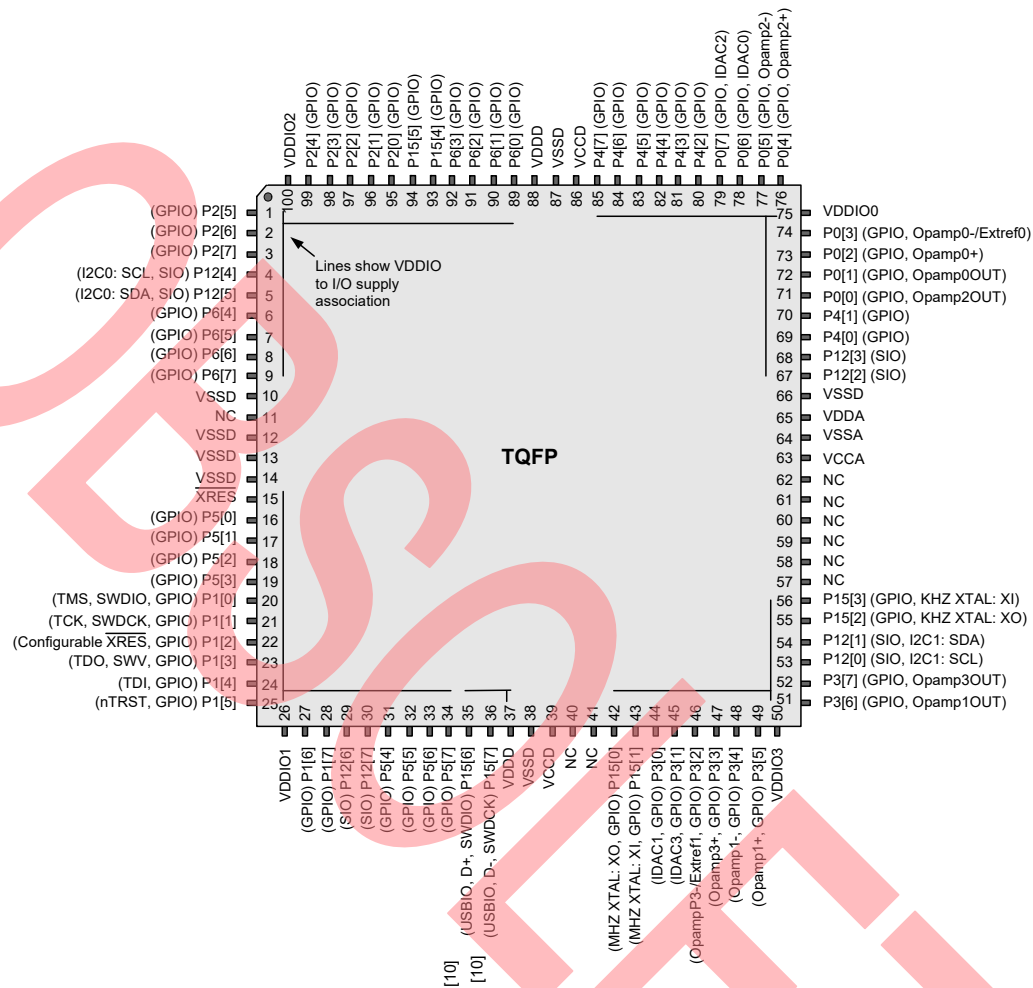 VDDIO2
P2[4] (GPIO)
P2[3] (GPIO)
P2[2] (GPIO)
P2[1] (GPIO)
P2[0] (GPIO)
P15[5] (GPIO)
P15[4] (GPIO)
P6[3] (GPIO)
P6[2] (GPIO)
P6[1] (GPIO)
P6[0] (GPIO)
VDDD
VSSD
VCCD
P4[7] (GPIO)
P4[6] (GPIO)
P4[5] (GPIO)
P4[4] (GPIO)
P4[3] (GPIO)
P4[2] (GPIO)
P0[7] (GPIO, IDAC2)
P0[6] (GPIO, IDAC0)
P0[5] (GPIO, Opamp2-)
P0[4] (GPIO, Opamp2+)
100 99 98 97 96 95 94 93 92 91 90 89 88 87 86 85 84 83 82 81 80 79 78 77 76
(GPIO) P2[5] 1
(GPIO) P2[6] 2
(GPIO) P2[7] 3
(I2C0: SCL, SIO) P12[4] 4
(I2C0: SDA, SIO) P12[5] 5
(GPIO) P6[4] 6
(GPIO) P6[5] 7
(GPIO) P6[6] 8
(GPIO) P6[7] 9
VSSD 10
NC 11
VSSD 12
VSSD 13
VSSD 14
XRES 15
(GPIO) P5[0] 16
(GPIO) P5[1] 17
(GPIO) P5[2] 18
(GPIO) P5[3] 19
(TMS, SWDIO, GPIO) P1[0] 20
(TCK, SWDCK, GPIO) P1[1] 21
(Configurable XRES, GPIO) P1[2] 22
(TDO, SWV, GPIO) P1[3] 23
(TDI, GPIO) P1[4] 24
(nTRST, GPIO) P1[5] 25
Lines show VDDIO
to I/O supply
association
TQFP
75 VDDIO0
74 P0[3] (GPIO, Opamp0-/Extref0)
73 P0[2] (GPIO, Opamp0+)
72 P0[1] (GPIO, Opamp0OUT)
71 P0[0] (GPIO, Opamp2OUT)
70 P4[1] (GPIO)
69 P4[0] (GPIO)
68 P12[3] (SIO)
67 P12[2] (SIO)
66 VSSD
65 VDDA
64 VSSA
63 VCCA
62 NC
61 NC
60 NC
59 NC
58 NC
57 NC
56 P15[3] (GPIO, KHZ XTAL: XI)
55 P15[2] (GPIO, KHZ XTAL: XO)
54 P12[1] (SIO, I2C1: SDA)
53 P12[0] (SIO, I2C1: SCL)
52 P3[7] (GPIO, Opamp3OUT)
51 P3[6] (GPIO, Opamp1OUT)
26 27 28 29 30 31 32 33 34 35 36 37 38 39 40 41 42 43 44 45 46 47 48 49 50
VDDIO1
(GPIO) P1[6]
(GPIO) P1[7]
(SIO) P12[6]
(SIO) P12[7]
(GPIO) P5[4]
(GPIO) P5[5]
(GPIO) P5[6]
(GPIO) P5[7]
(USBIO, D+, SWDIO) P15[6]
(USBIO, D-, SWDCK) P15[7]
VDDD
VSSD
VCCD
NC
NC
(MHZ XTAL: XO, GPIO) P15[0]
(MHZ XTAL: XI, GPIO) P15[1]
(IDAC1, GPIO) P3[0]
(IDAC3, GPIO) P3[1]
(OpampP3-/Extref1, GPIO) P3[2]
(Opamp3+, GPIO) P3[3]
(Opamp1-, GPIO) P3[4]
(Opamp1+, GPIO) P3[5]
VDDIO3
[10]
[10]